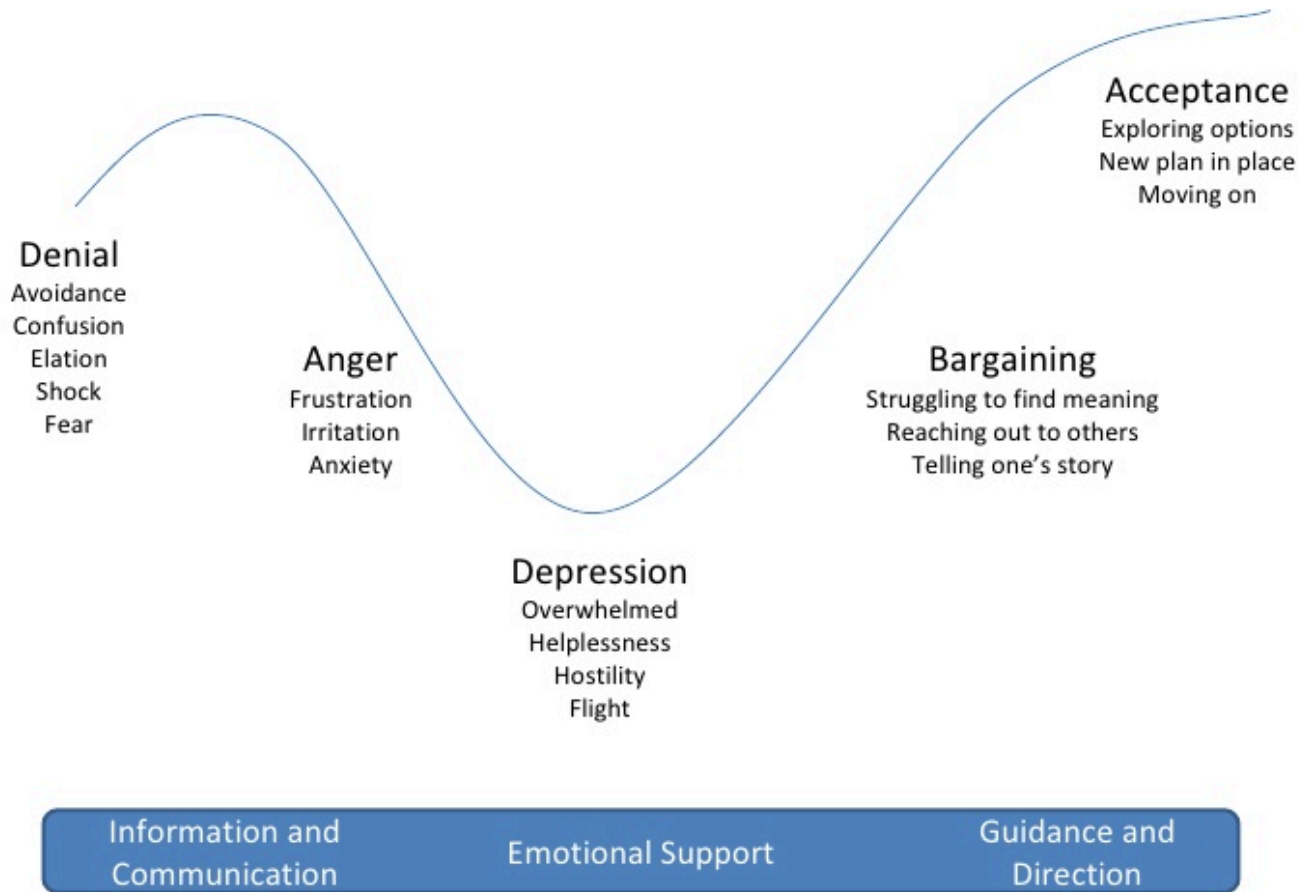 Denial
Avoidance
Confusion
Elation
Shock
Fear
Anger
Frustration
Irritation
Anxiety
Depression
Overwhelmed
Helplessness
Hostility
Flight
Bargaining
Struggling to find meaning
Reaching out to others
Telling one’s story
Acceptance
Exploring options
New plan in place
Moving on
Information and
Communication
Emotional Support
Guidance and
Direction